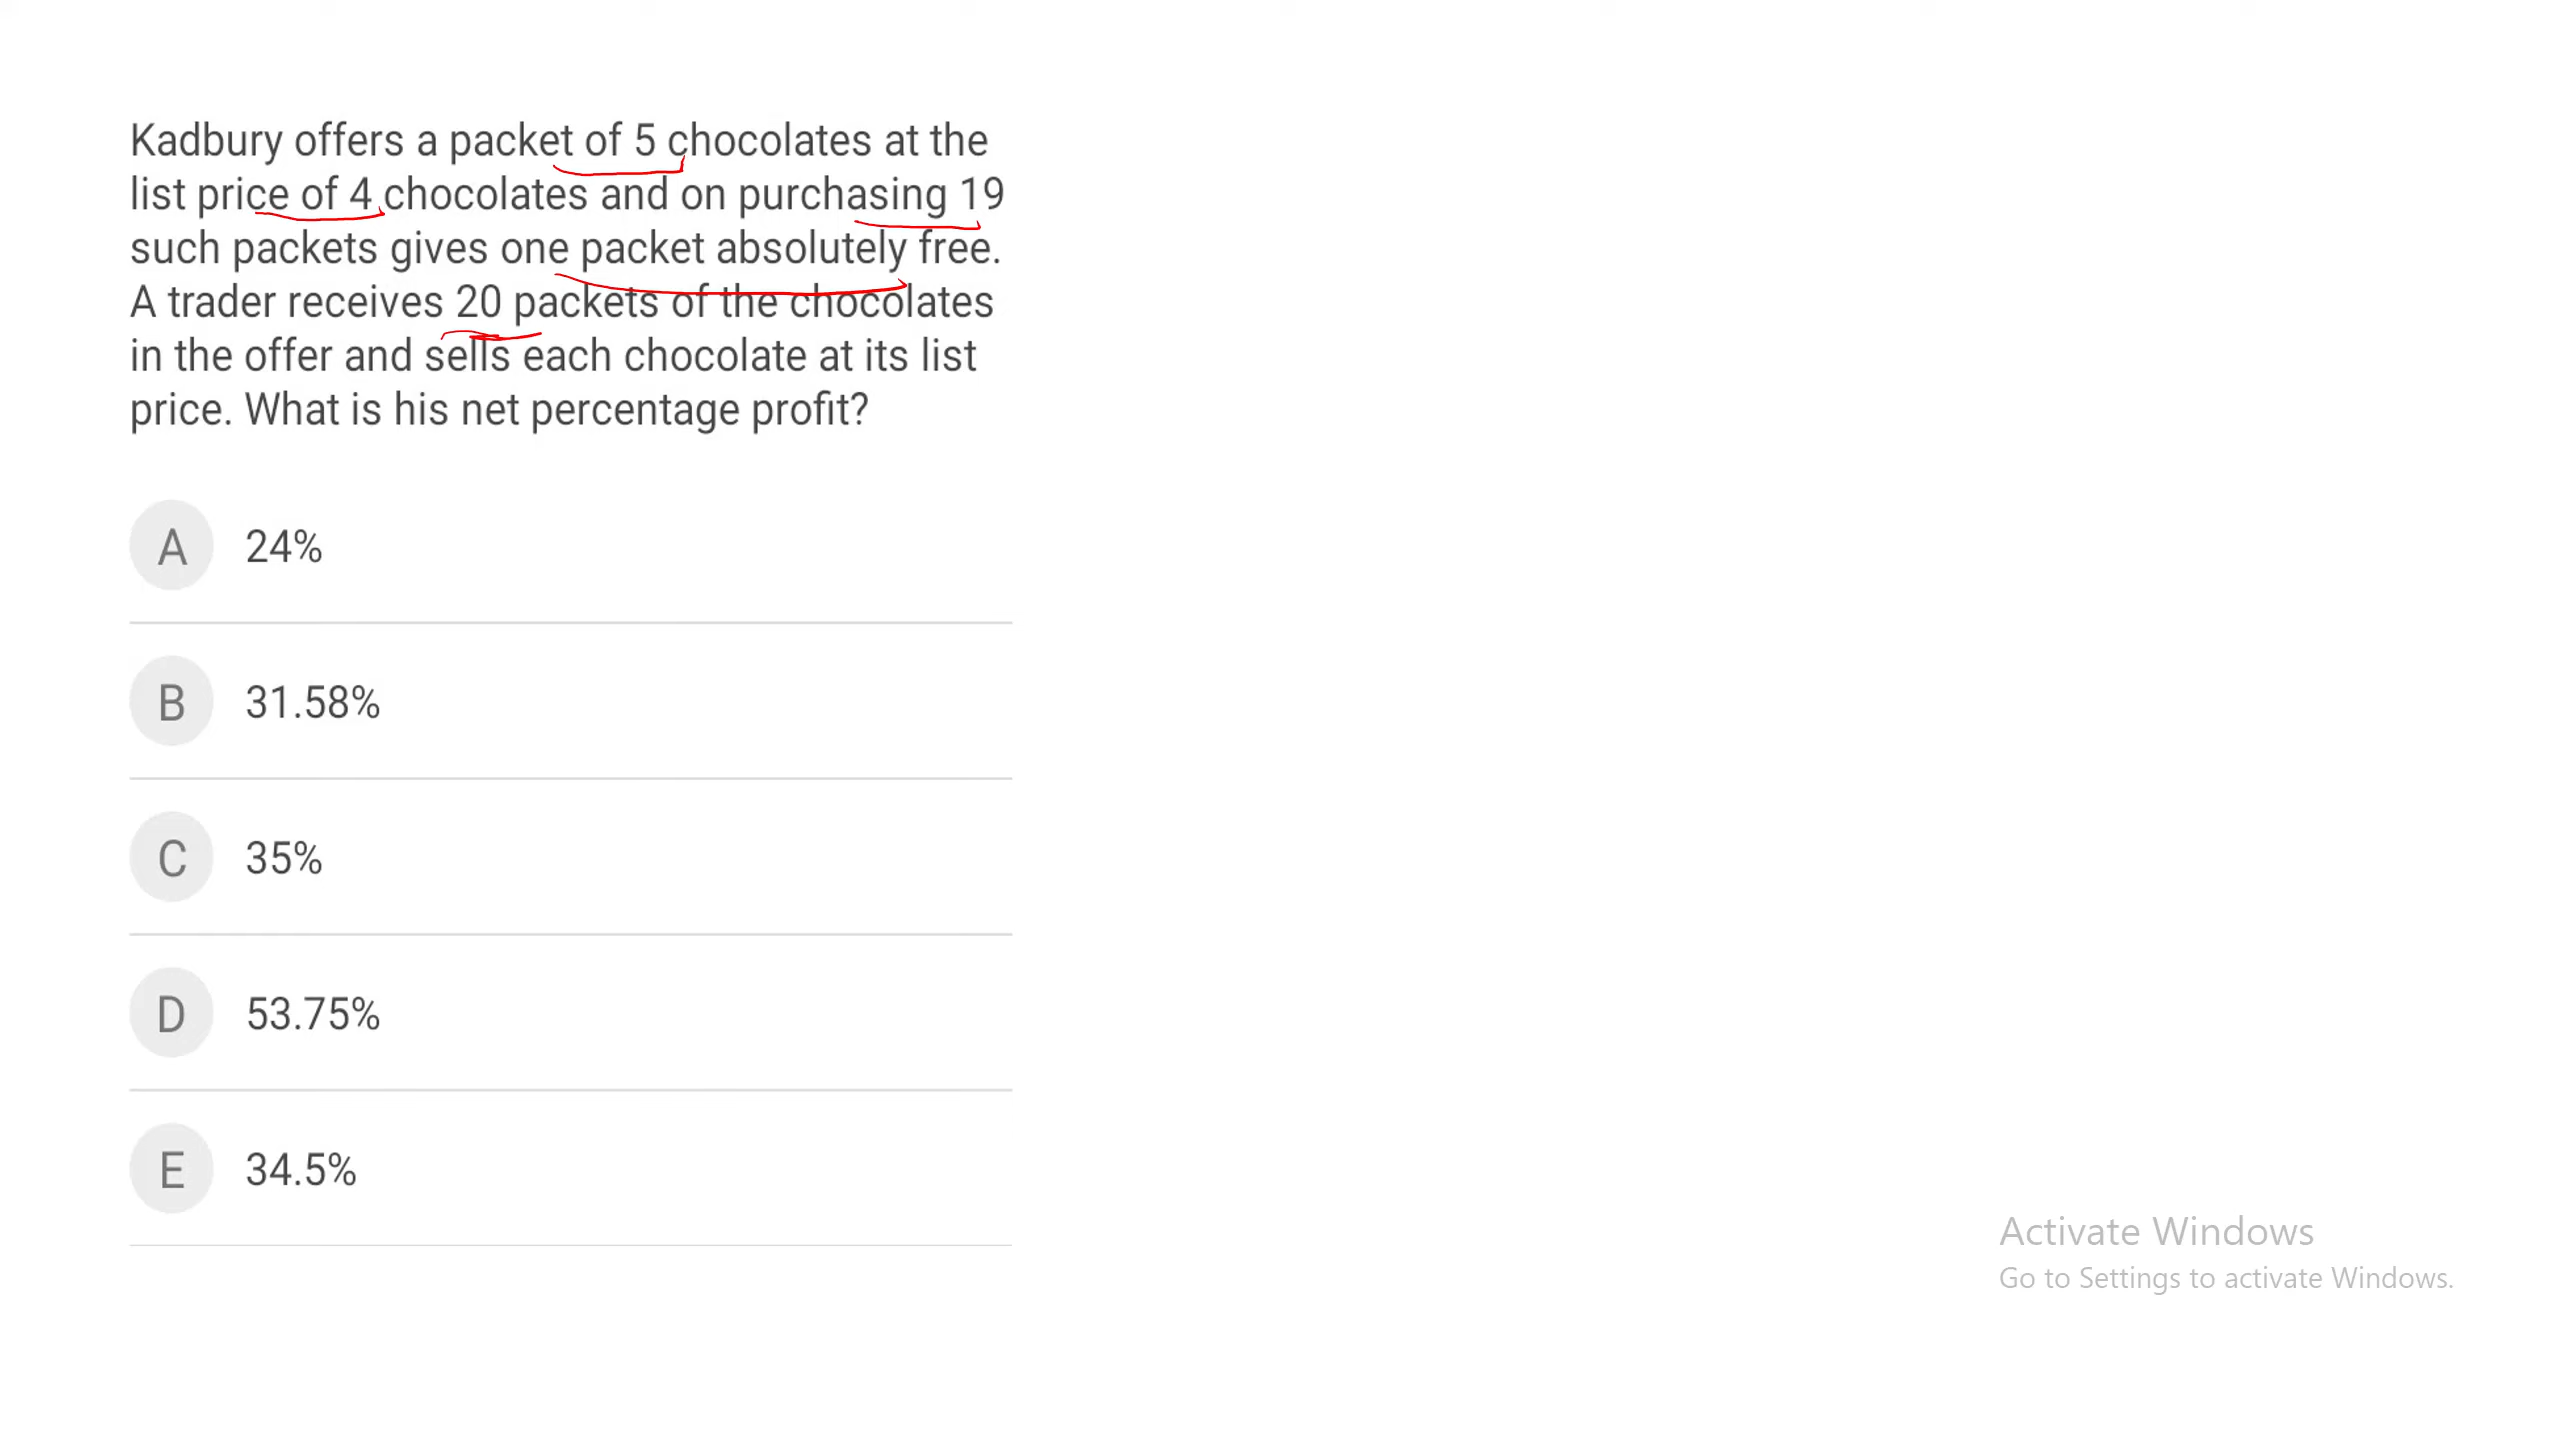 Kadbury offers a packet of 5 chocolates at the
list price of 4 chocolates and on purchasing 19
such packets gives one packet absolutely free.
A trader receives 20 packets of the chocolates
in the offer and sells each chocolate at its list
price. What is his net percentage profit?
A 24%
B 31.58%
C 35%
D 53.75%
E 34.5%
Activate Windows
Go to Settings to activate Windows.